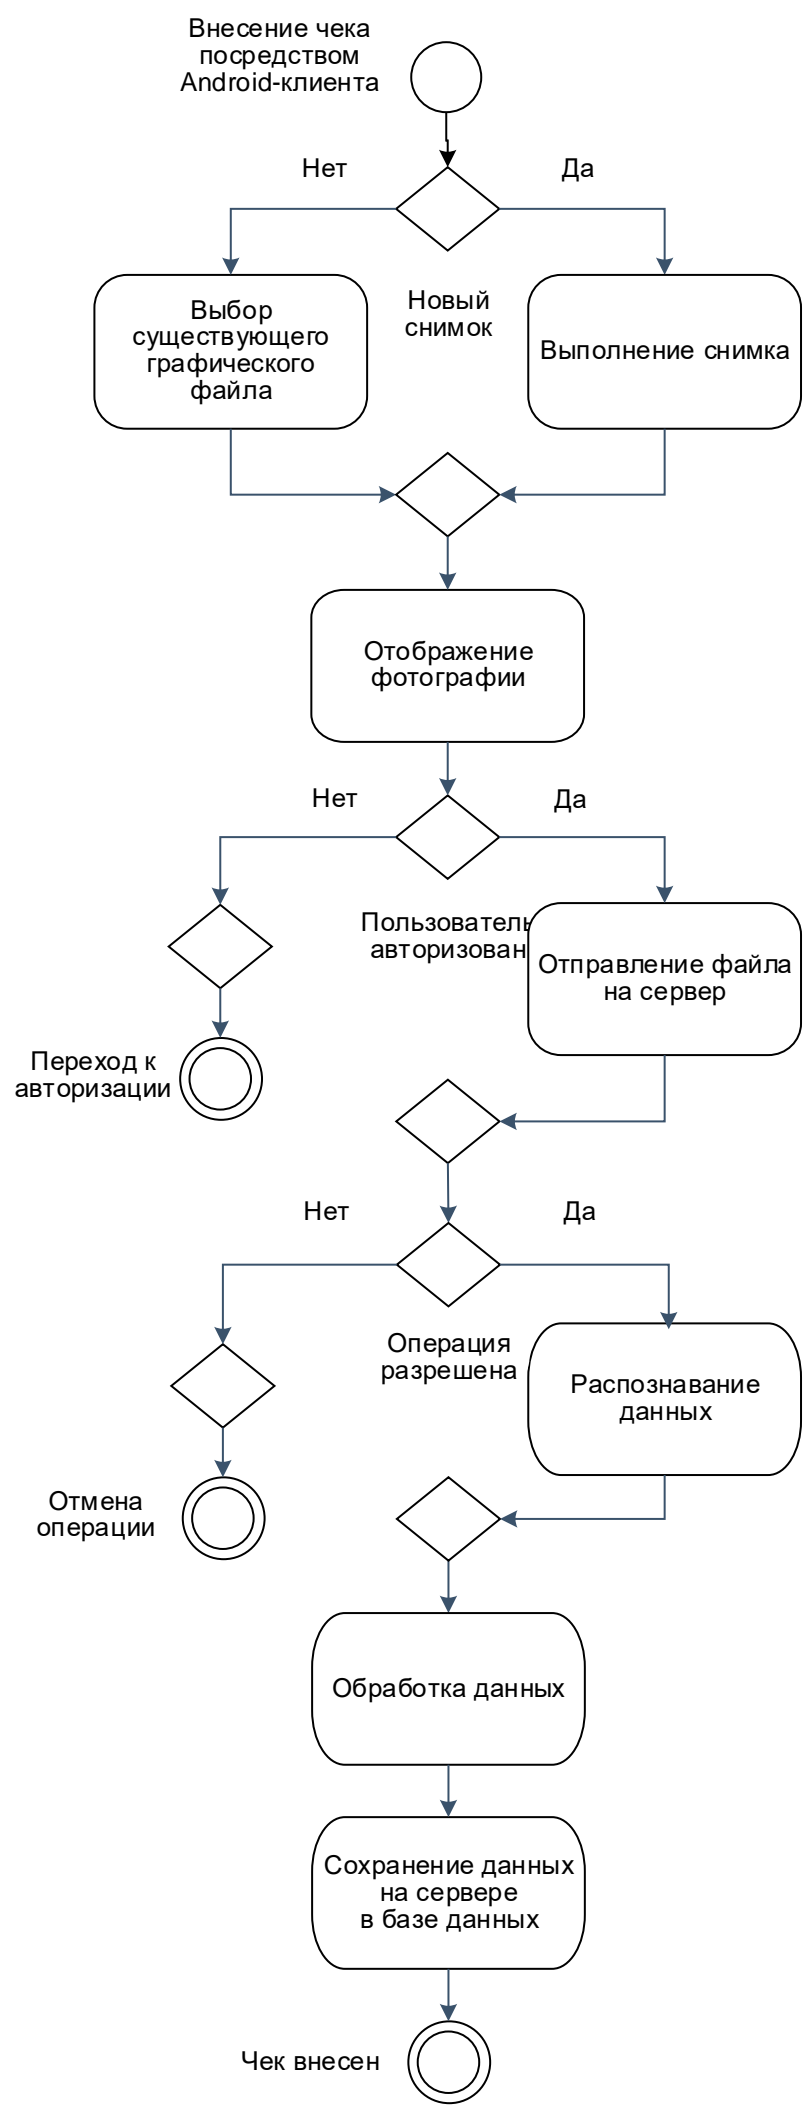 Внесение чека
посредством
Android-клиента
Нет
Да
Выбор
существующего
графического
файла
Новый
снимок
Выполнение снимка
Отображение
фотографии
Нет
Да
Пользователь
авторизован
Отправление файла
на сервер
Переход к
авторизации
Нет
Да
Операция
разрешена
Распознавание
данных
Отмена
операции
Обработка данных
Сохранение данных
на сервере
в базе данных
Чек внесен